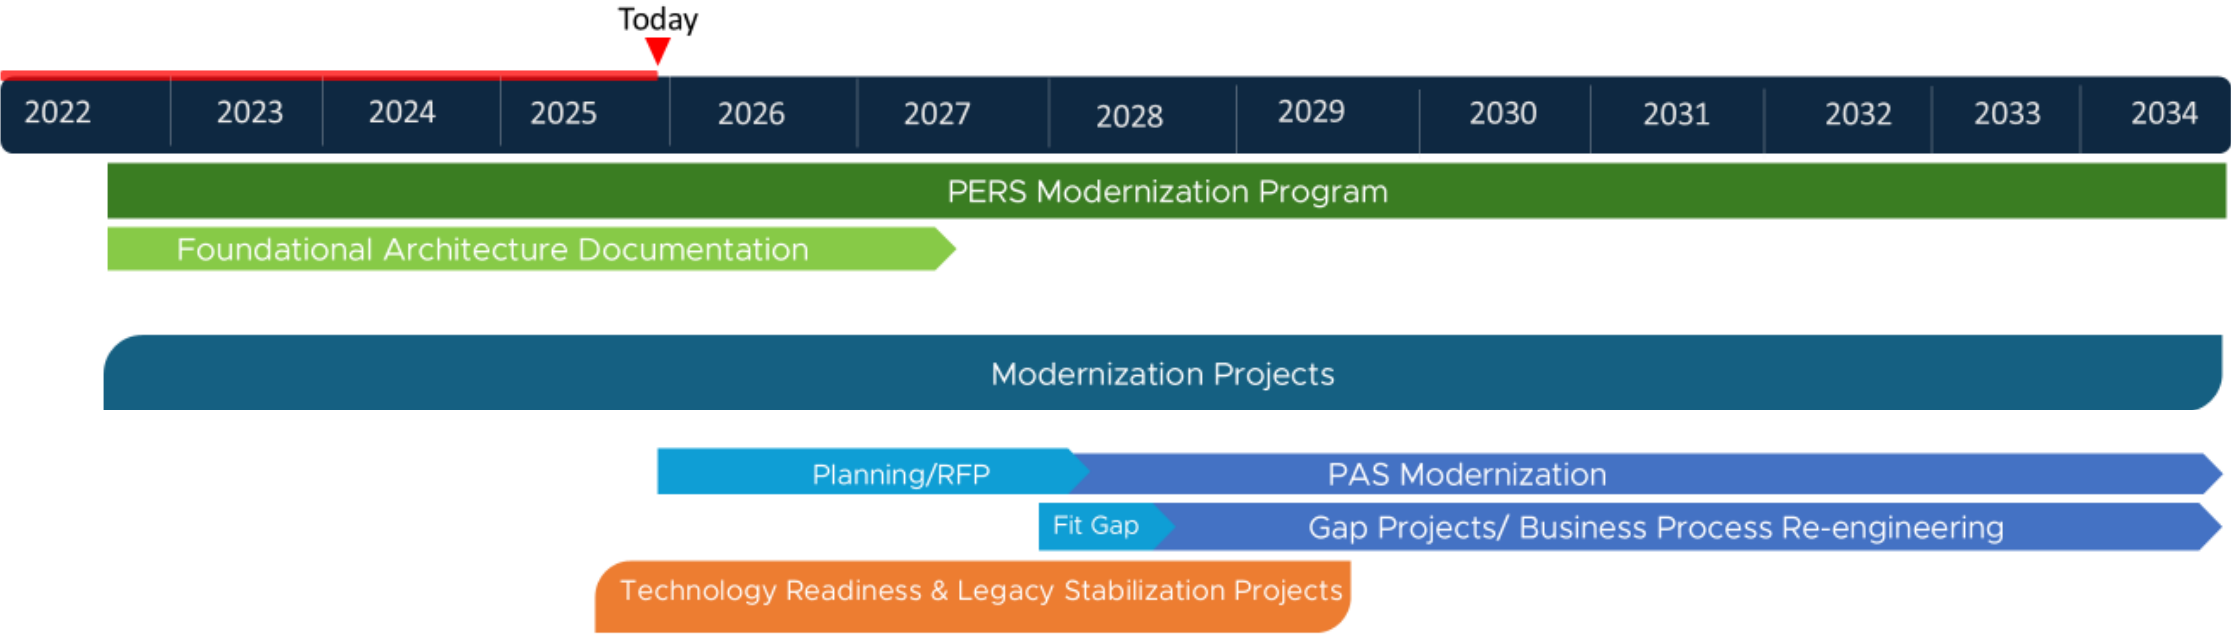 Today
2022 2023 2024 2025 2026 2027 2028 2029 2030 2031 2032 2033 2034
PERS Modernization Program
Foundational Architecture Documentation
Modernization Projects
Planning/RFP PAS Modernization
Fit Gap Gap Projects/ Business Process Re-engineering
Technology Readiness & Legacy Stabilization Projects